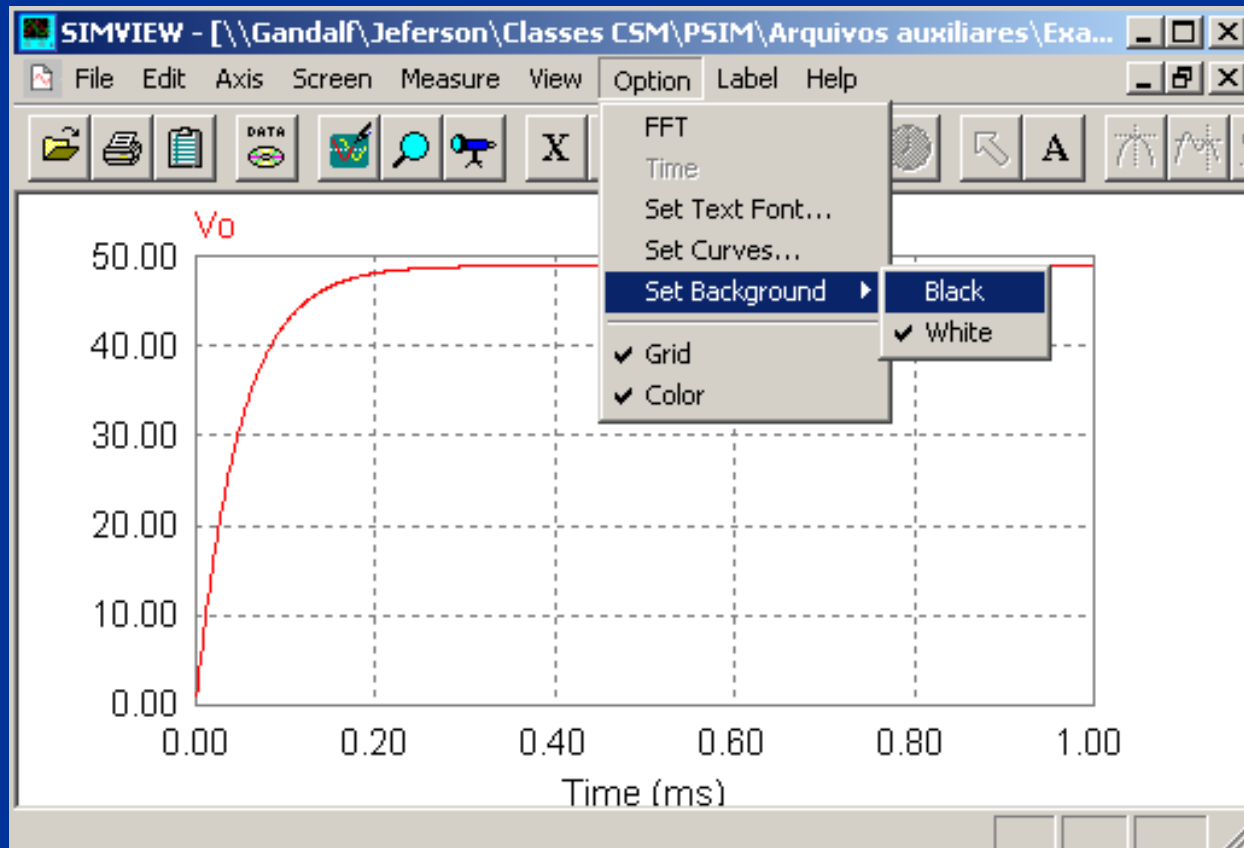 SIMVIEW - [\\Gandalf\Jeferson\Classes CSM\PSIM\Arquivos auxiliares\Exa...
File Edit Axis Screen Measure View Option Label Help
DATA
X
A
FFT
Time
Set Text Font...
Set Curves...
Set Background
Black
White
Grid
Color
Vo
50.00
40.00
30.00
20.00
10.00
0.00
0.00 0.20 0.40 0.60 0.80 1.00
Time (ms)